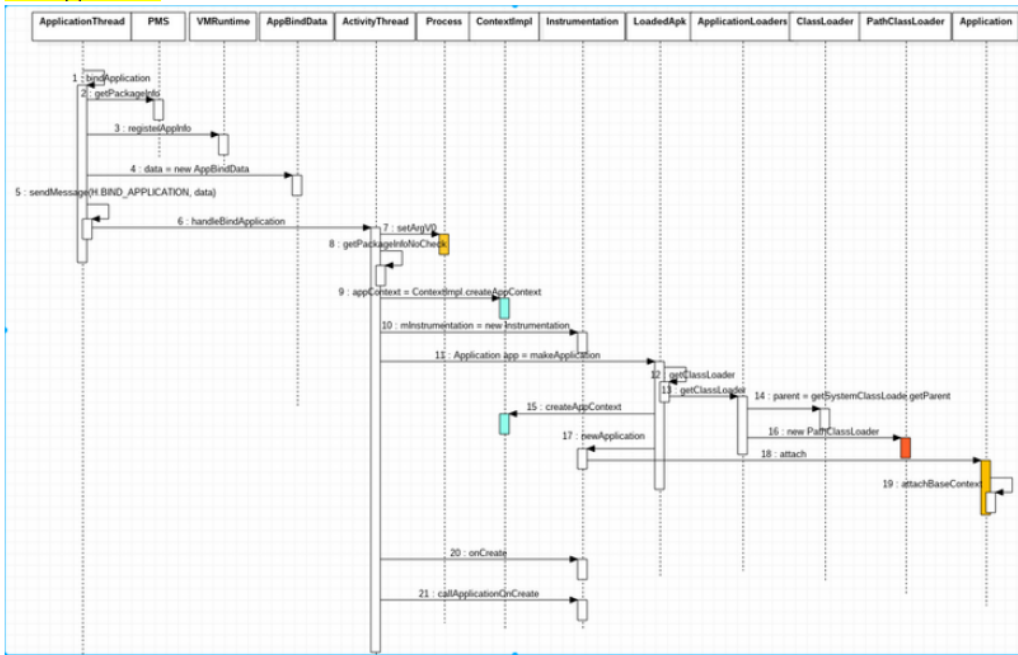 ApplicationThread PMS VMRuntime AppBindData ActivityThread Process ContextImpl Instrumentation LoadedApk ApplicationLoaders ClassLoader PathClassLoader Application
1 : bindApplication
2 : getPackageInfo
3 : registerAppInfo
4 : data = new AppBindData
5 : sendMessage(H.BIND_APPLICATION, data)
6 : handleBindApplication
7 : setArgV0
8 : getPackageInfoNoCheck
9 : appContext = ContextImpl.createAppContext
10 : mInstrumentation = new Instrumentation
11 : Application app = makeApplication
12 : getClassLoader
13 : getClassLoader
14 : parent = getSystemClassLoade.getParent
15 : createAppContext
16 : new PathClassLoader
17 : newApplication
18 : attach
19 : attachBaseContext
20 : onCreate
21 : callApplicationOnCreate